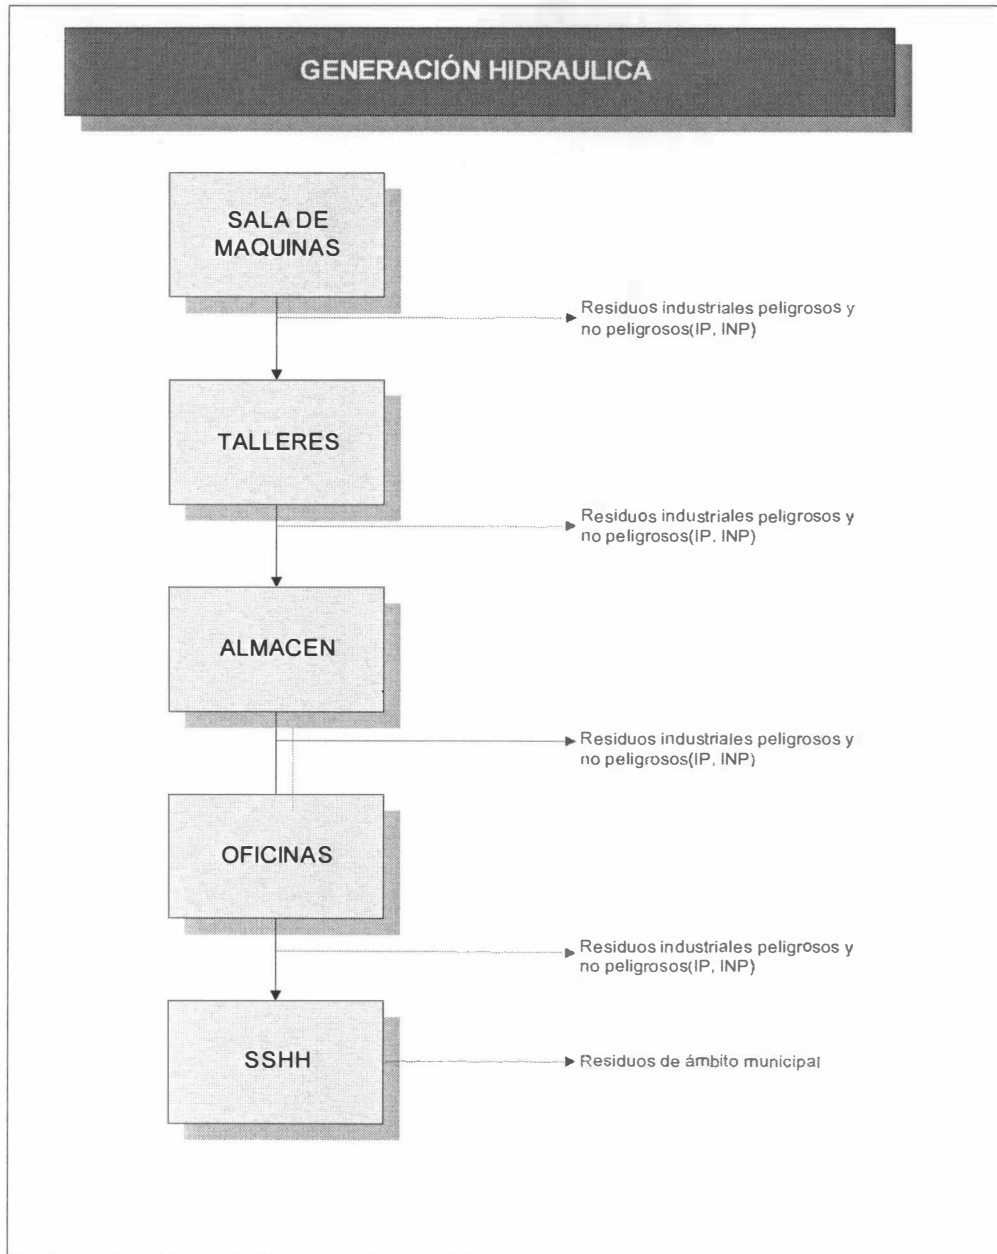 GENERACIÓN HIDRAULICA
SALA DE
MAQUINAS
Residuos industriales peligrosos y
no peligrosos(IP, INP)
TALLERES
Residuos industriales peligrosos y
no peligrosos(IP. INP)
ALMACEN
Residuos industriales peligrosos y
no peligrosos(IP, INP)
OFICINAS
Residuos industriales peligrosos y
no peligrosos(IP, INP)
SSHH
Residuos de ámbito municipal